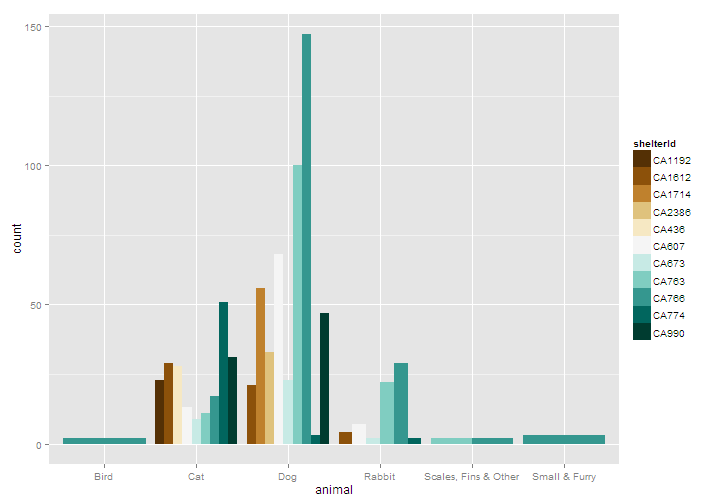 150
100
50
0
count
Bird Cat Dog Rabbit Scales, Fins & Other Small & Furry
animal
shelterId
CA1192
CA1612
CA1714
CA2386
CA436
CA607
CA673
CA763
CA766
CA774
CA990